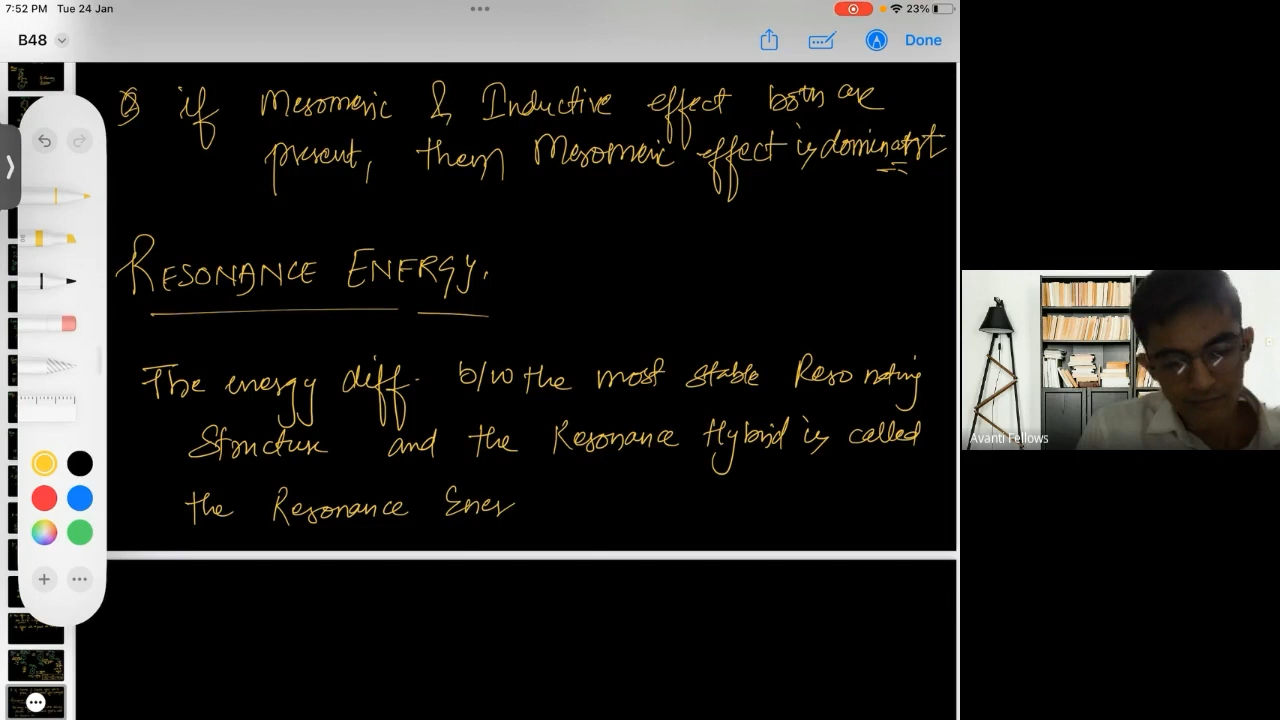 7:52 PM Tue 24 Jan
23%
B48
Done
if Mesomeric & Inductive effect both are
present, then Mesomeric effect is dominant
RESONANCE ENERGY.
The energy diff. b/w the most stable Resonating
Structure and the Resonance Hybrid is called
the Resonance Ener
Avanti Fellows